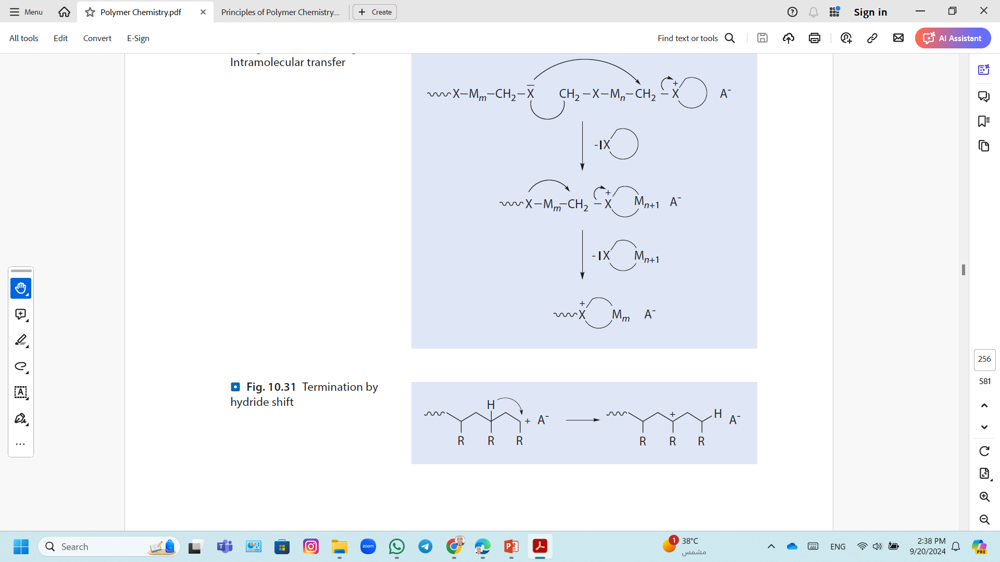 Menu
Polymer Chemistry.pdf
Principles of Polymer Chemistry....
Create
Sign in
All tools
Edit
Convert
E-Sign
Find text or tools
AI Assistant
Intramolecular transfer
X–Mm–CH2–X CH2–X–Mn–CH2 – X + A-
-IX
X–Mm–CH2 – X + Mn+1 A-
-IX Mn+1
+
X Mm A-
Fig. 10.31 Termination by
hydride shift
H + A- + H A-
R R R R R R
256
581
Search
zoom
1
38°C
مشمس
ENG
2:38 PM
9/20/2024
PRE